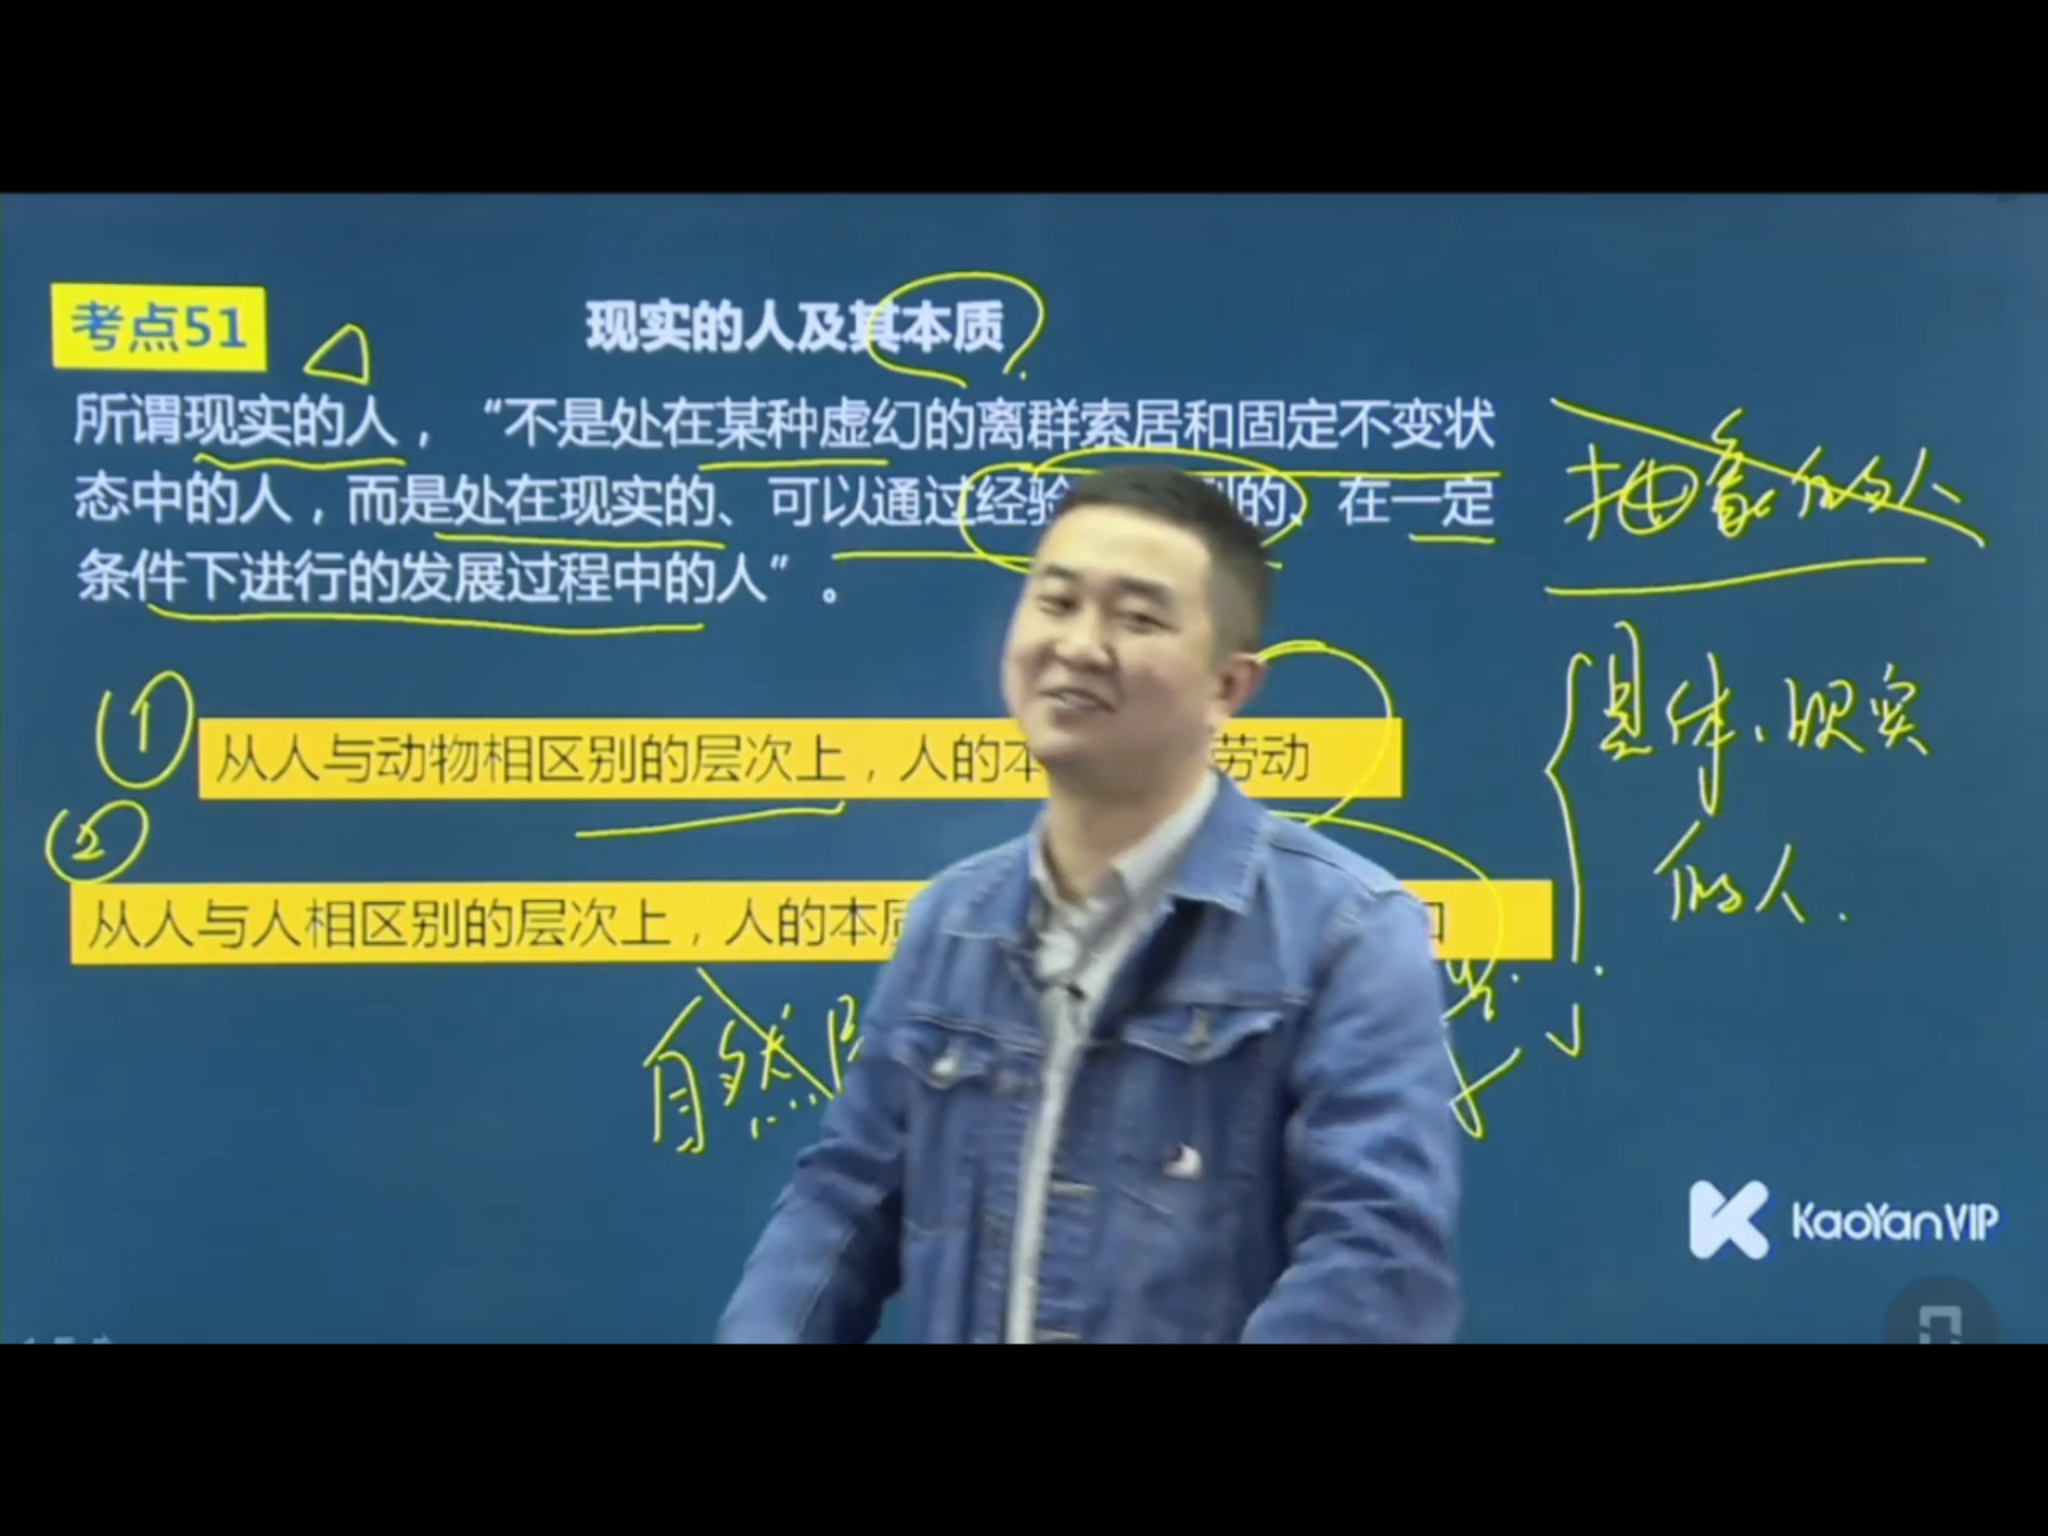 考点51
现实的人及其本质
所谓现实的人，“不是处在某种虚幻的离群索居和固定不变状
态中的人，而是处在现实的、可以通过经验 的、在一定
条件下进行的发展过程中的人”。
抽象的人
具体、现实
的人.
① 从人与动物相区别的层次上，人的本 劳动
② 从人与人相区别的层次上，人的本质
自然
KaoYanVIP